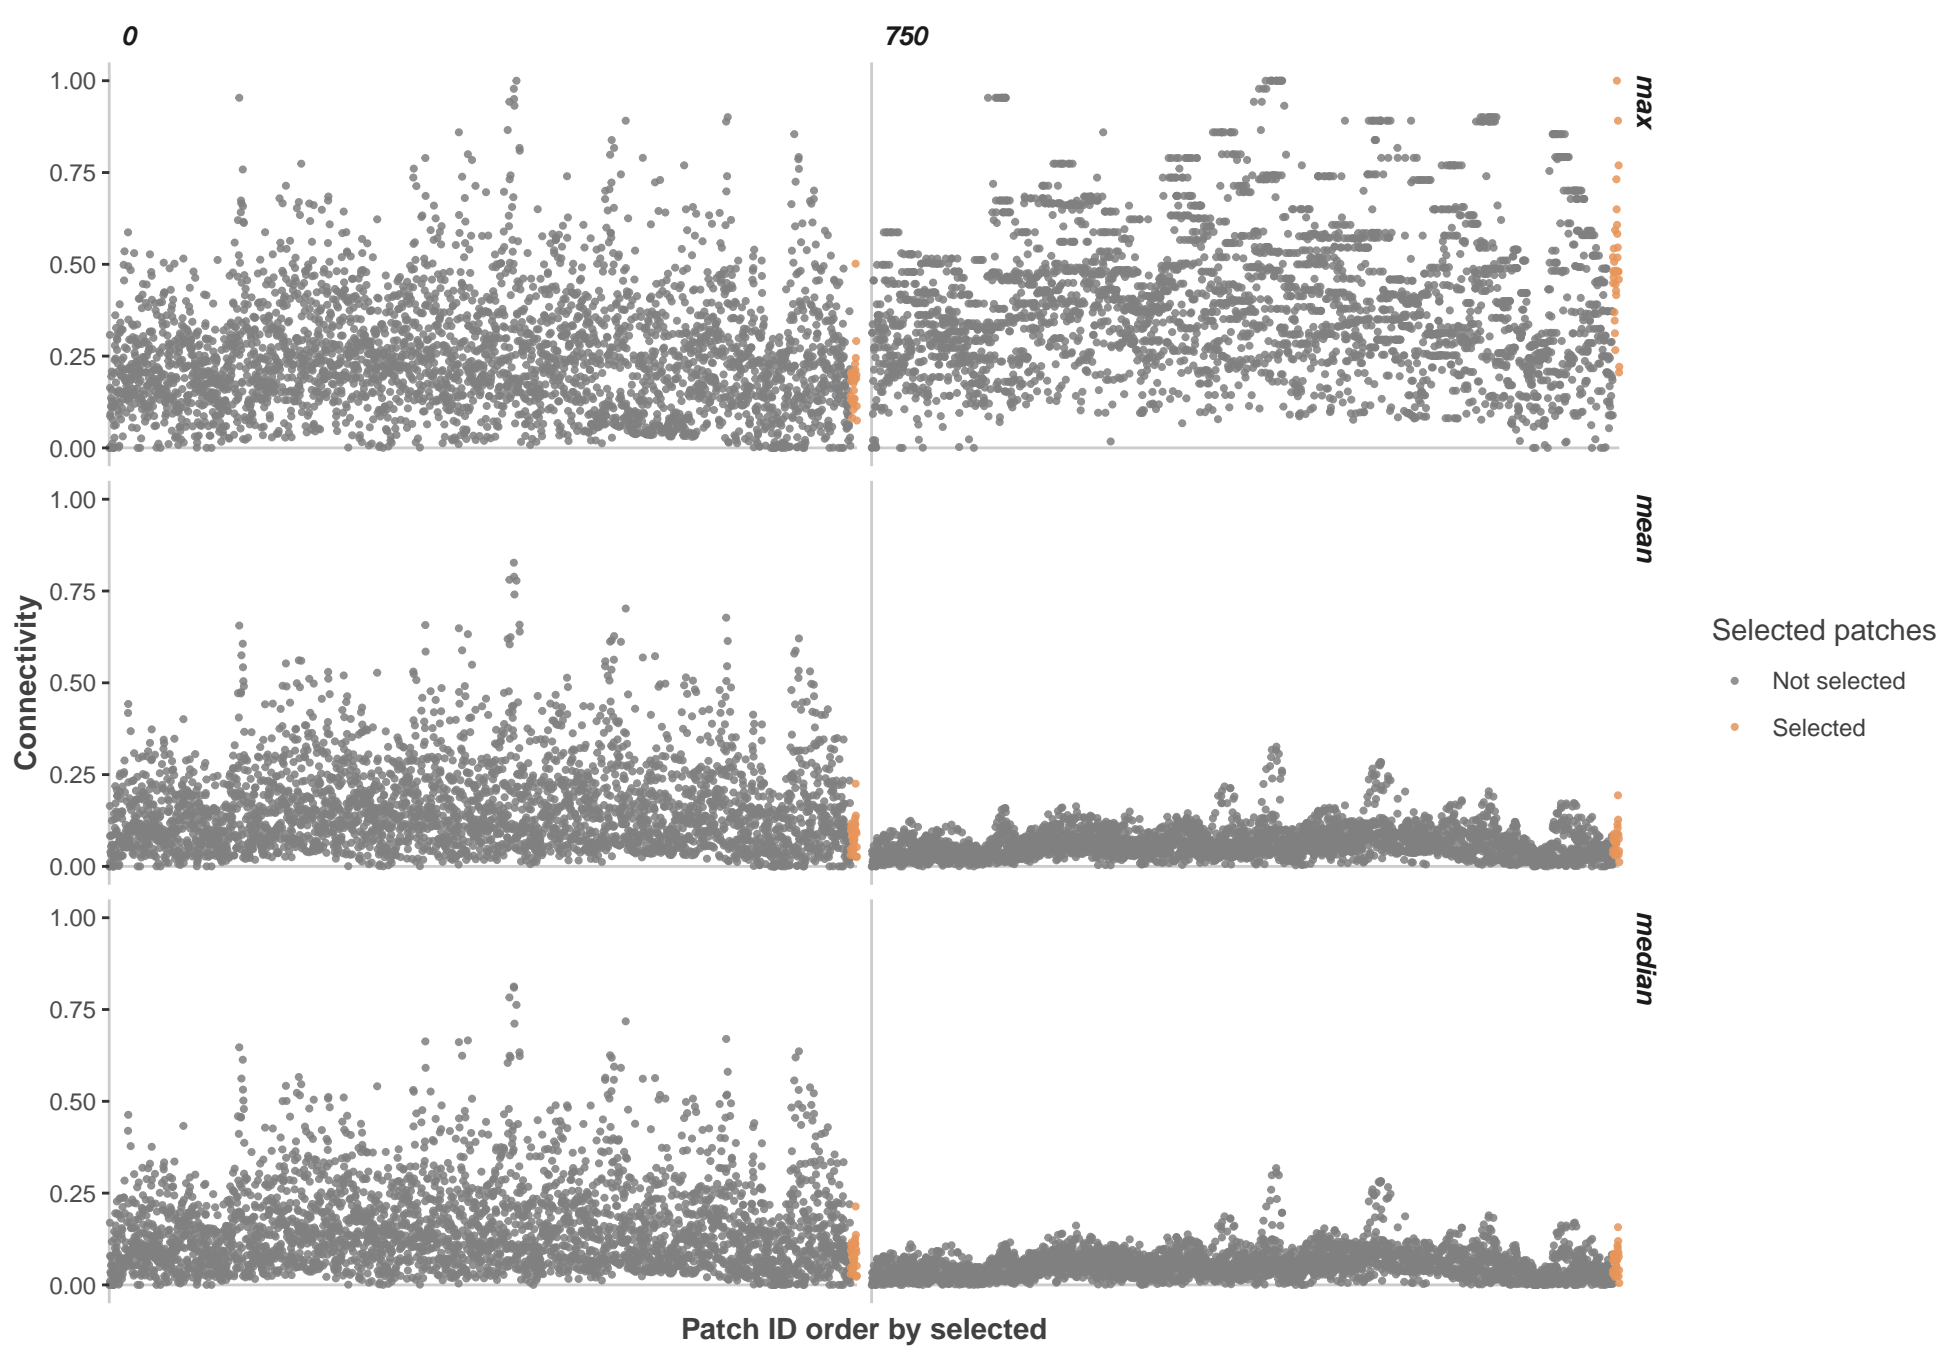 0
750
1.00
0.75
0.50
0.25
0.00
max
1.00
0.75
0.50
0.25
0.00
mean
1.00
0.75
0.50
0.25
0.00
median
Connectivity
Patch ID order by selected
Selected patches
Not selected
Selected